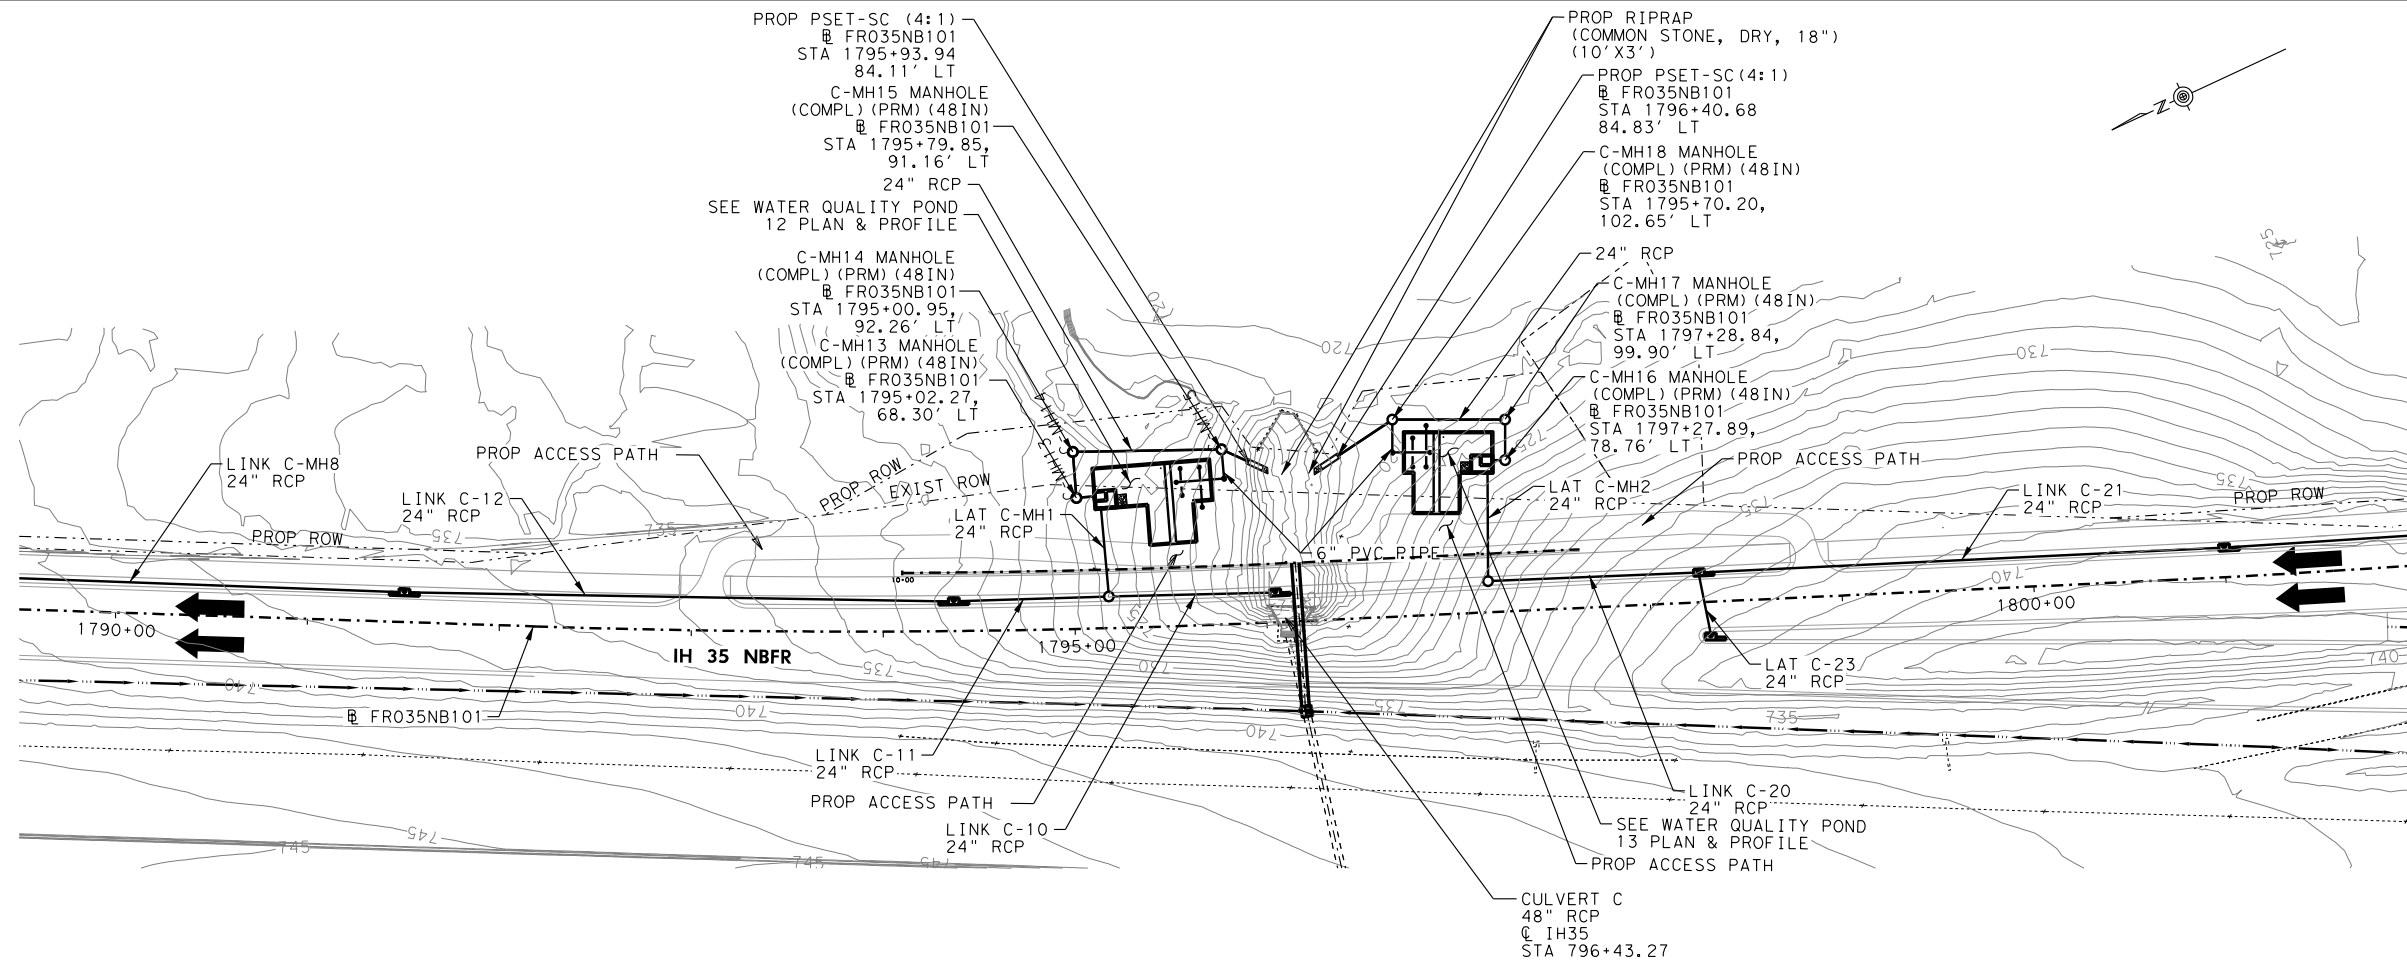 PROP PSET-SC (4:1)
℄ FR035NB101
STA 1795+93.94
84.11' LT
C-MH15 MANHOLE
(COMPL)(PRM)(48IN)
℄ FR035NB101
STA 1795+79.85,
91.16' LT
24" RCP
SEE WATER QUALITY POND
12 PLAN & PROFILE
C-MH14 MANHOLE
(COMPL)(PRM)(48IN)
℄ FR035NB101
STA 1795+00.95,
92.26' LT
C-MH13 MANHOLE
(COMPL)(PRM)(48IN)
℄ FR035NB101
STA 1795+02.27,
68.30' LT
PROP RIPRAP
(COMMON STONE, DRY, 18")
(10'X3')
PROP PSET-SC(4:1)
℄ FR035NB101
STA 1796+40.68
84.83' LT
C-MH18 MANHOLE
(COMPL)(PRM)(48IN)
℄ FR035NB101
STA 1795+70.20,
102.65' LT
24" RCP
C-MH17 MANHOLE
(COMPL)(PRM)(48IN)
℄ FR035NB101
STA 1797+28.84,
99.90' LT
C-MH16 MANHOLE
(COMPL)(PRM)(48IN)
℄ FR035NB101
STA 1797+27.89,
78.76' LT
N
725
720
720
730
725
735
735
735
725
LINK C-MH8
24" RCP
LINK C-12
24" RCP
PROP ACCESS PATH
PROP ROW
PROP ROW
EXIST ROW
LAT C-MH1
24" RCP
6" PVC PIPE
LAT C-MH2
24" RCP
PROP ACCESS PATH
LINK C-21
24" RCP
PROP ROW
10+00
740
1790+00
1795+00
1800+00
IH 35 NBFR
735
730
740
740
735
740
735
740
℄ FR035NB101
LAT C-23
24" RCP
LINK C-11
24" RCP
PROP ACCESS PATH
LINK C-10
24" RCP
LINK C-20
24" RCP
SEE WATER QUALITY POND
13 PLAN & PROFILE
PROP ACCESS PATH
745
745
745
745
CULVERT C
48" RCP
℄ IH35
STA 796+43.27